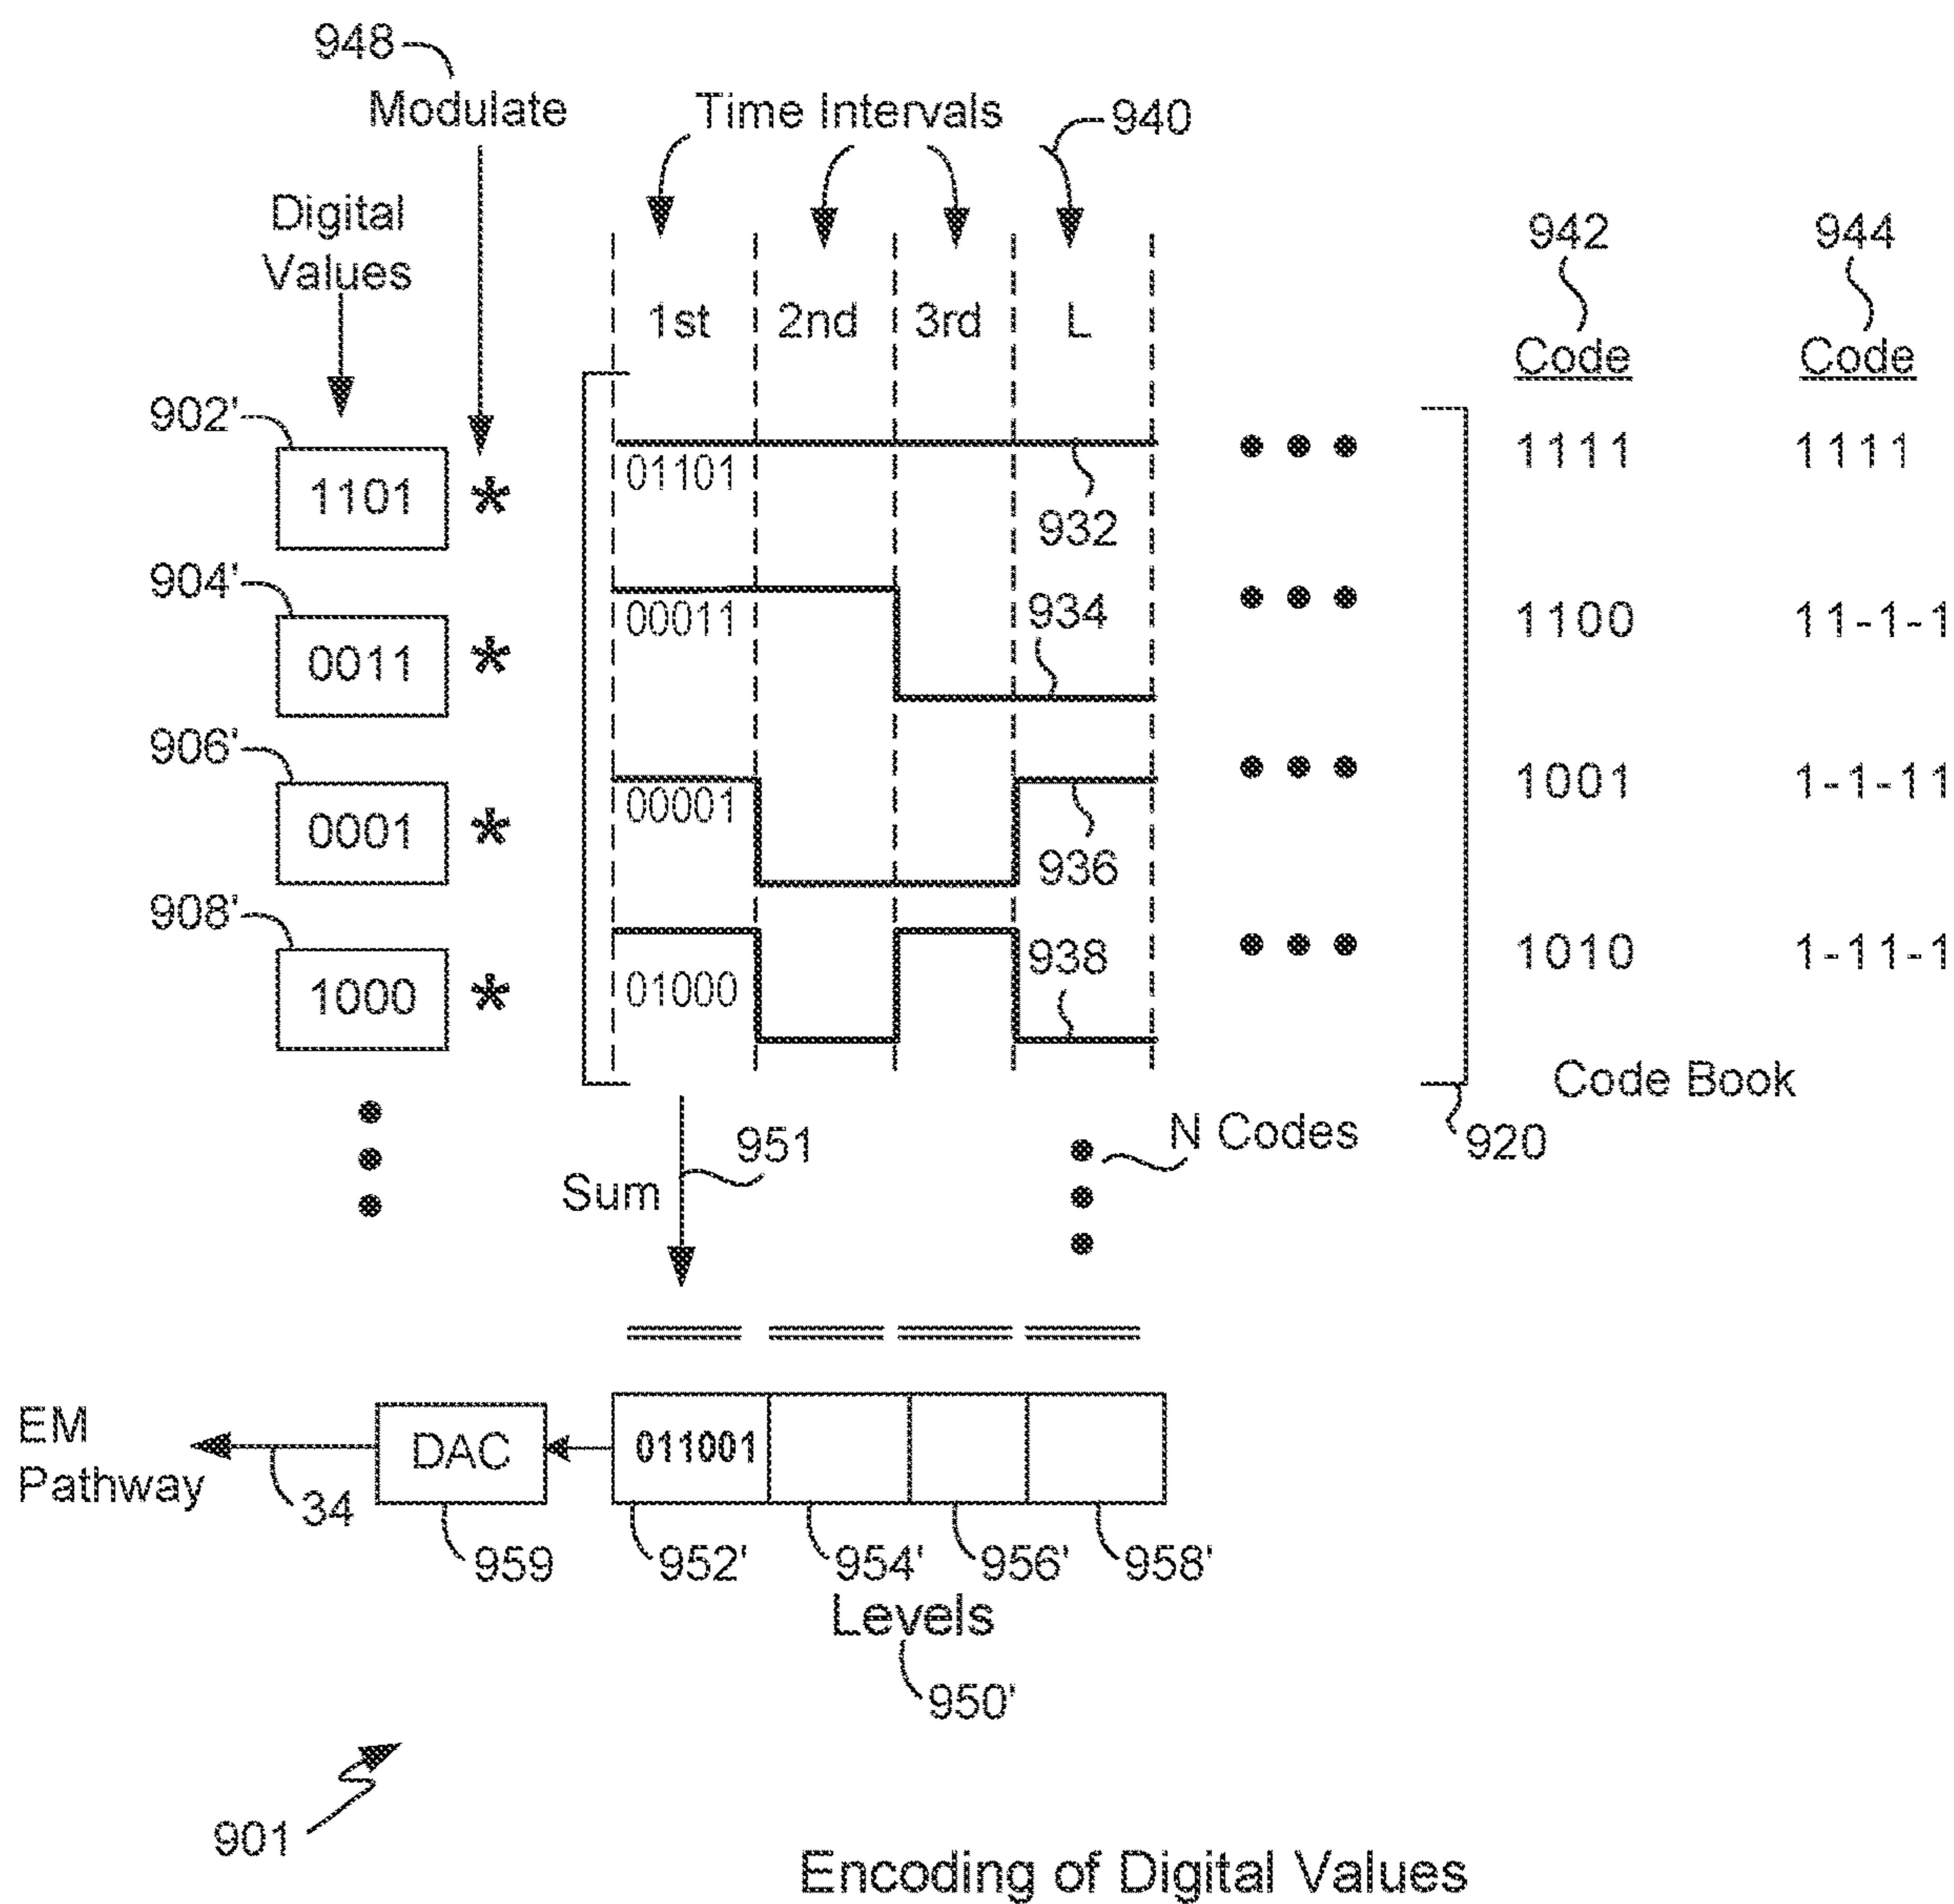 948
Modulate
Time Intervals
940
Digital
Values
942
944
1st
2nd
3rd
L
Code
Code
902'
1101
*
01101
932
1111
1111
904'
0011
*
00011
934
1100
11-1-1
906'
0001
*
00001
936
1001
1-1-11
908'
1000
*
01000
938
1010
1-11-1
Code Book
920
951
Sum
N Codes
EM
Pathway
34
DAC
959
011001
952'
954'
956'
958'
Levels
950'
901
Encoding of Digital Values